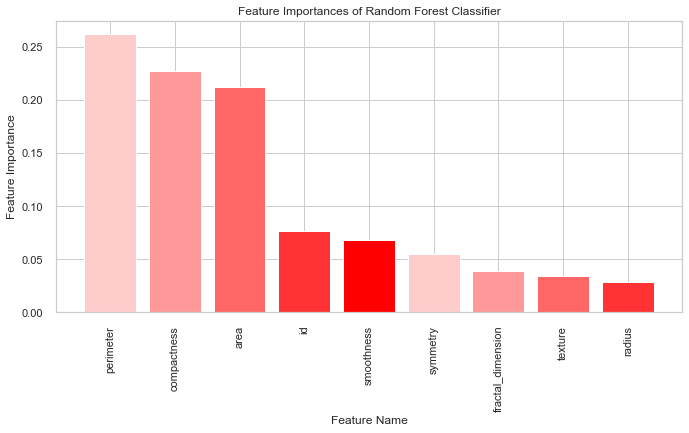 Feature Importances of Random Forest Classifier
Feature Importance
0.25
0.20
0.15
0.10
0.05
0.00
perimeter
compactness
area
id
smoothness
symmetry
fractal_dimension
texture
radius
Feature Name